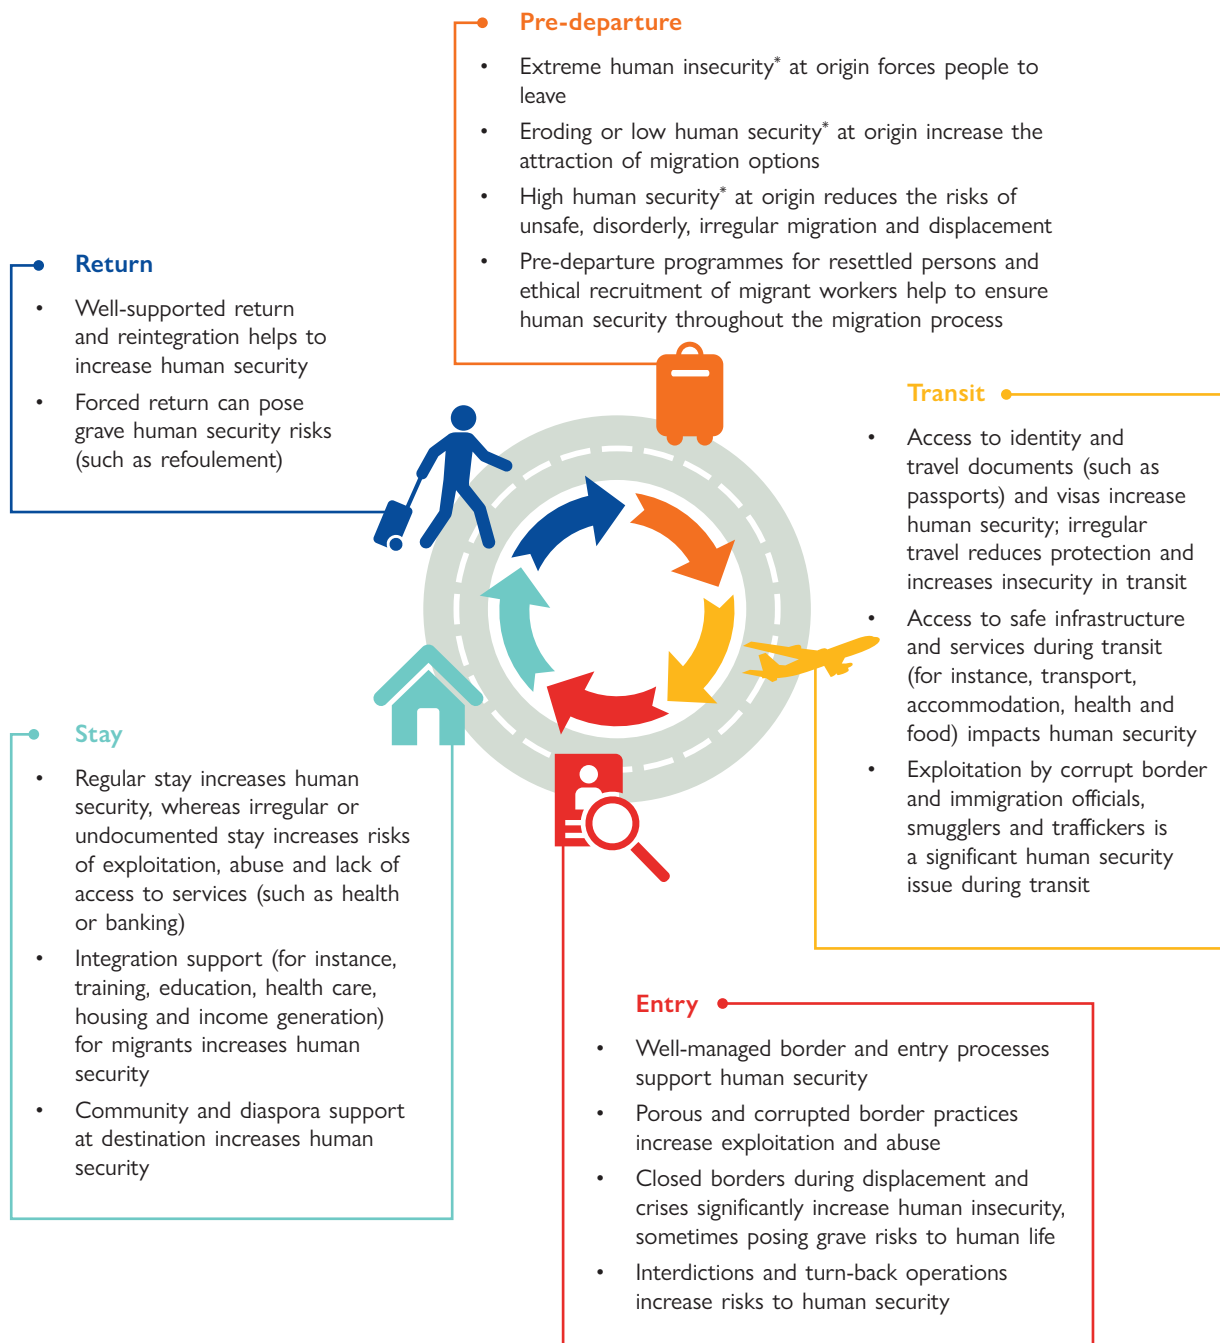 Pre-departure
• Extreme human insecurity* at origin forces people to
leave
• Eroding or low human security* at origin increase the
attraction of migration options
• High human security* at origin reduces the risks of
unsafe, disorderly, irregular migration and displacement
• Pre-departure programmes for resettled persons and
ethical recruitment of migrant workers help to ensure
human security throughout the migration process
Transit
• Access to identity and
travel documents (such as
passports) and visas increase
human security; irregular
travel reduces protection and
increases insecurity in transit
• Access to safe infrastructure
and services during transit
(for instance, transport,
accommodation, health and
food) impacts human security
• Exploitation by corrupt border
and immigration officials,
smugglers and traffickers is
a significant human security
issue during transit
Entry
• Well-managed border and entry processes
support human security
• Porous and corrupted border practices
increase exploitation and abuse
• Closed borders during displacement and
crises significantly increase human insecurity,
sometimes posing grave risks to human life
• Interdictions and turn-back operations
increase risks to human security
Stay
• Regular stay increases human
security, whereas irregular or
undocumented stay increases risks
of exploitation, abuse and lack of
access to services (such as health
or banking)
• Integration support (for instance,
training, education, health care,
housing and income generation)
for migrants increases human
security
• Community and diaspora support
at destination increases human
security
Return
• Well-supported return
and reintegration helps to
increase human security
• Forced return can pose
grave human security risks
(such as refoulement)